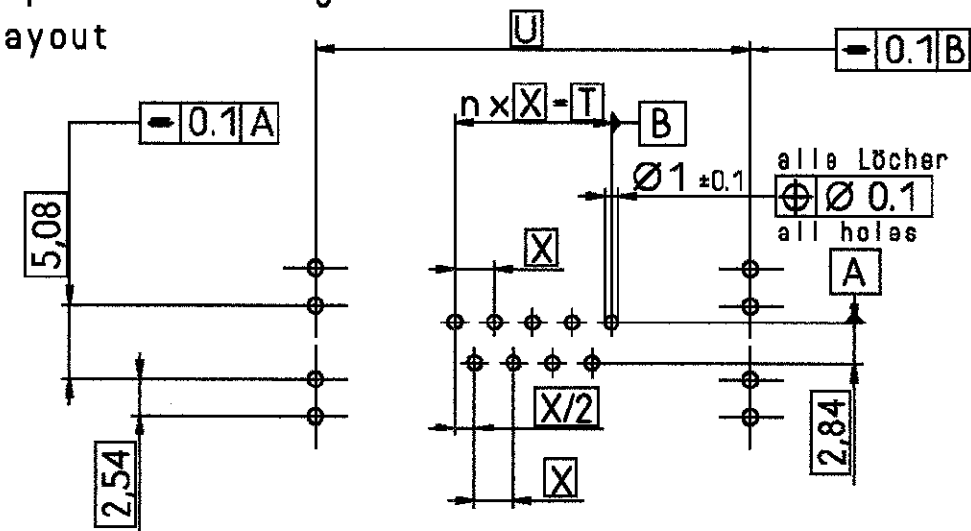 ayout
U
0.1 B
n x X = T
0.1 A
B
Ø 1 ±0.1
alle Löcher
Ø 0.1
all holes
5,08
X
A
X/2
2,84
2,54
X